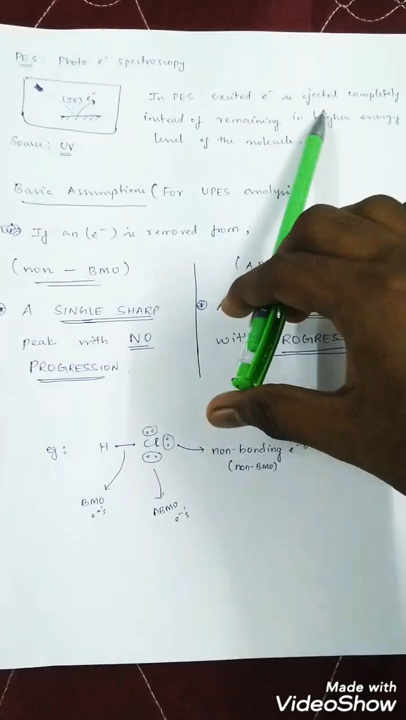 PES: Photo e⁻ spectroscopy
In PES excited e⁻ is ejected completely
instead of remaining in higher energy
level of the molecule.
Source: UV
Basic Assumptions (For UPES analysis
If an (e⁻) is removed from,
(non - BMO)
A SINGLE SHARP
peak with NO
PROGRESSION
(A
with
eg: H - Cl
non-bonding e⁻
(non-BMO)
BMO
e⁻'s
ABMO
e⁻'s
Made with
VideoShow